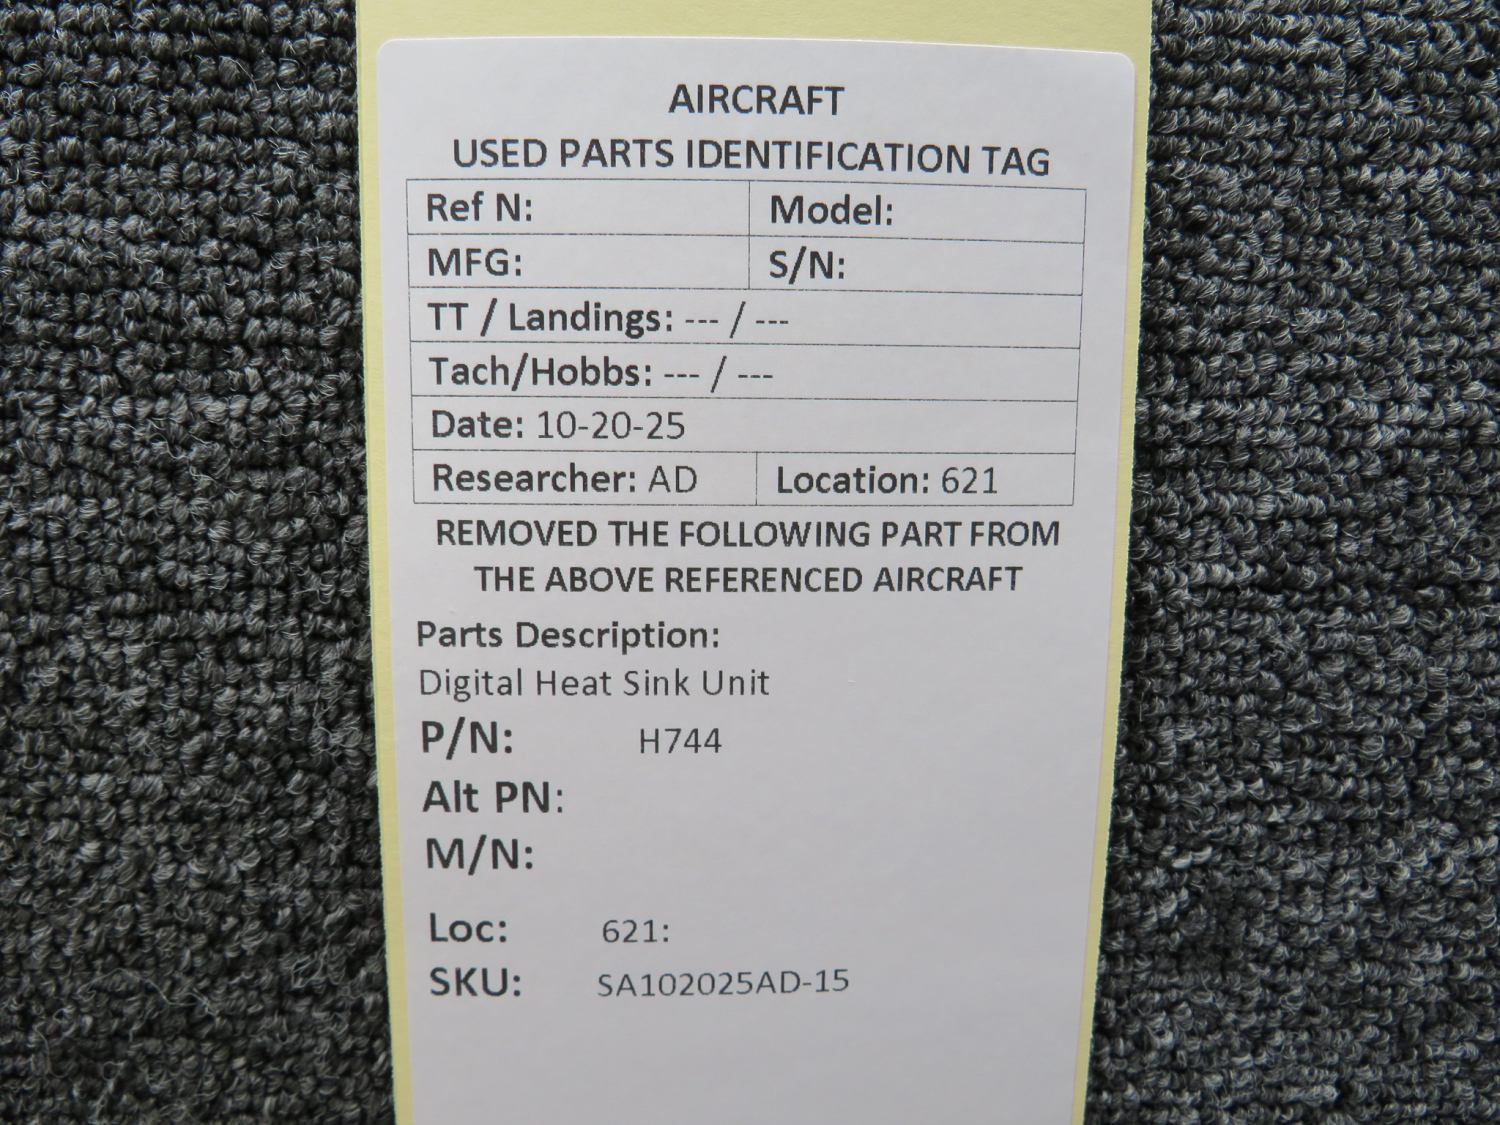 AIRCRAFT
USED PARTS IDENTIFICATION TAG
Ref N: Model:
MFG: S/N:
TT / Landings: --- / ---
Tach/Hobbs: --- / ---
Date: 10-20-25
Researcher: AD Location: 621
REMOVED THE FOLLOWING PART FROM
THE ABOVE REFERENCED AIRCRAFT
Parts Description:
Digital Heat Sink Unit
P/N: H744
Alt PN:
M/N:
Loc: 621:
SKU: SA102025AD-15